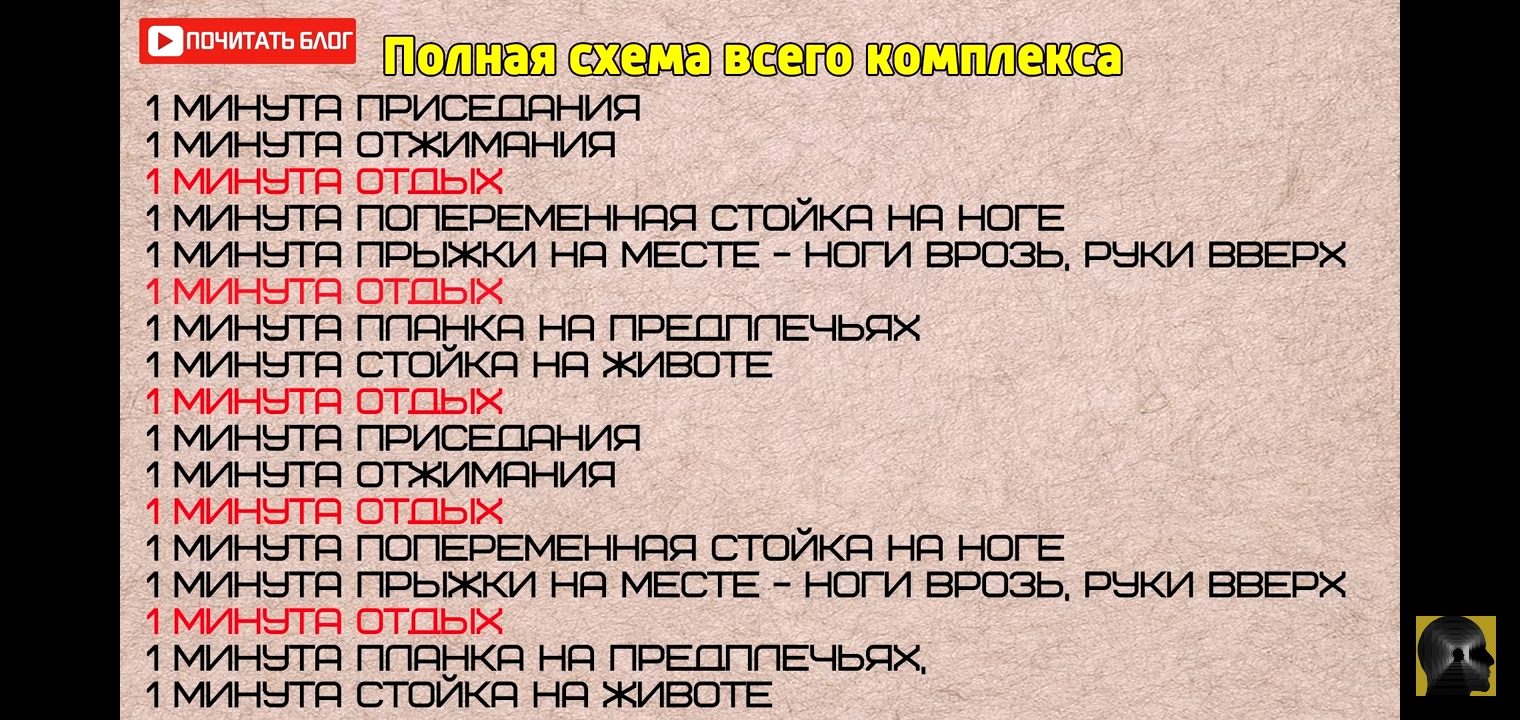 ПОЧИТАТЬ БЛОГ
Полная схема всего комплекса
1 МИНУТА ПРИСЕДАНИЯ
1 МИНУТА ОТЖИМАНИЯ
1 МИНУТА ОТДЫХ
1 МИНУТА ПОПЕРЕМЕННАЯ СТОЙКА НА НОГЕ
1 МИНУТА ПРЫЖКИ НА МЕСТЕ - НОГИ ВРОЗЬ, РУКИ ВВЕРХ
1 МИНУТА ОТДЫХ
1 МИНУТА ПЛАНКА НА ПРЕДПЛЕЧЬЯХ
1 МИНУТА СТОЙКА НА ЖИВОТЕ
1 МИНУТА ОТДЫХ
1 МИНУТА ПРИСЕДАНИЯ
1 МИНУТА ОТЖИМАНИЯ
1 МИНУТА ОТДЫХ
1 МИНУТА ПОПЕРЕМЕННАЯ СТОЙКА НА НОГЕ
1 МИНУТА ПРЫЖКИ НА МЕСТЕ - НОГИ ВРОЗЬ, РУКИ ВВЕРХ
1 МИНУТА ОТДЫХ
1 МИНУТА ПЛАНКА НА ПРЕДПЛЕЧЬЯХ,
1 МИНУТА СТОЙКА НА ЖИВОТЕ